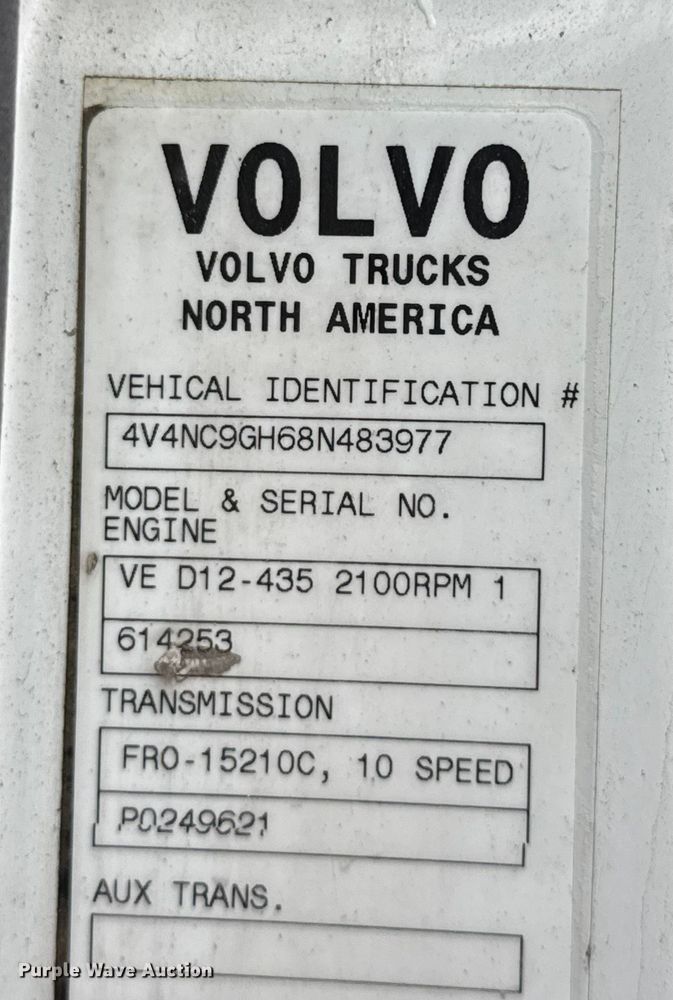 VOLVO
VOLVO TRUCKS
NORTH AMERICA
VEHICAL IDENTIFICATION #
4V4NC9GH68N483977
MODEL & SERIAL NO.
ENGINE
VE D12-435 2100RPM 1
614253
TRANSMISSION
FRO-15210C, 10 SPEED
P0249621
AUX TRANS.
Purple Wave Auction